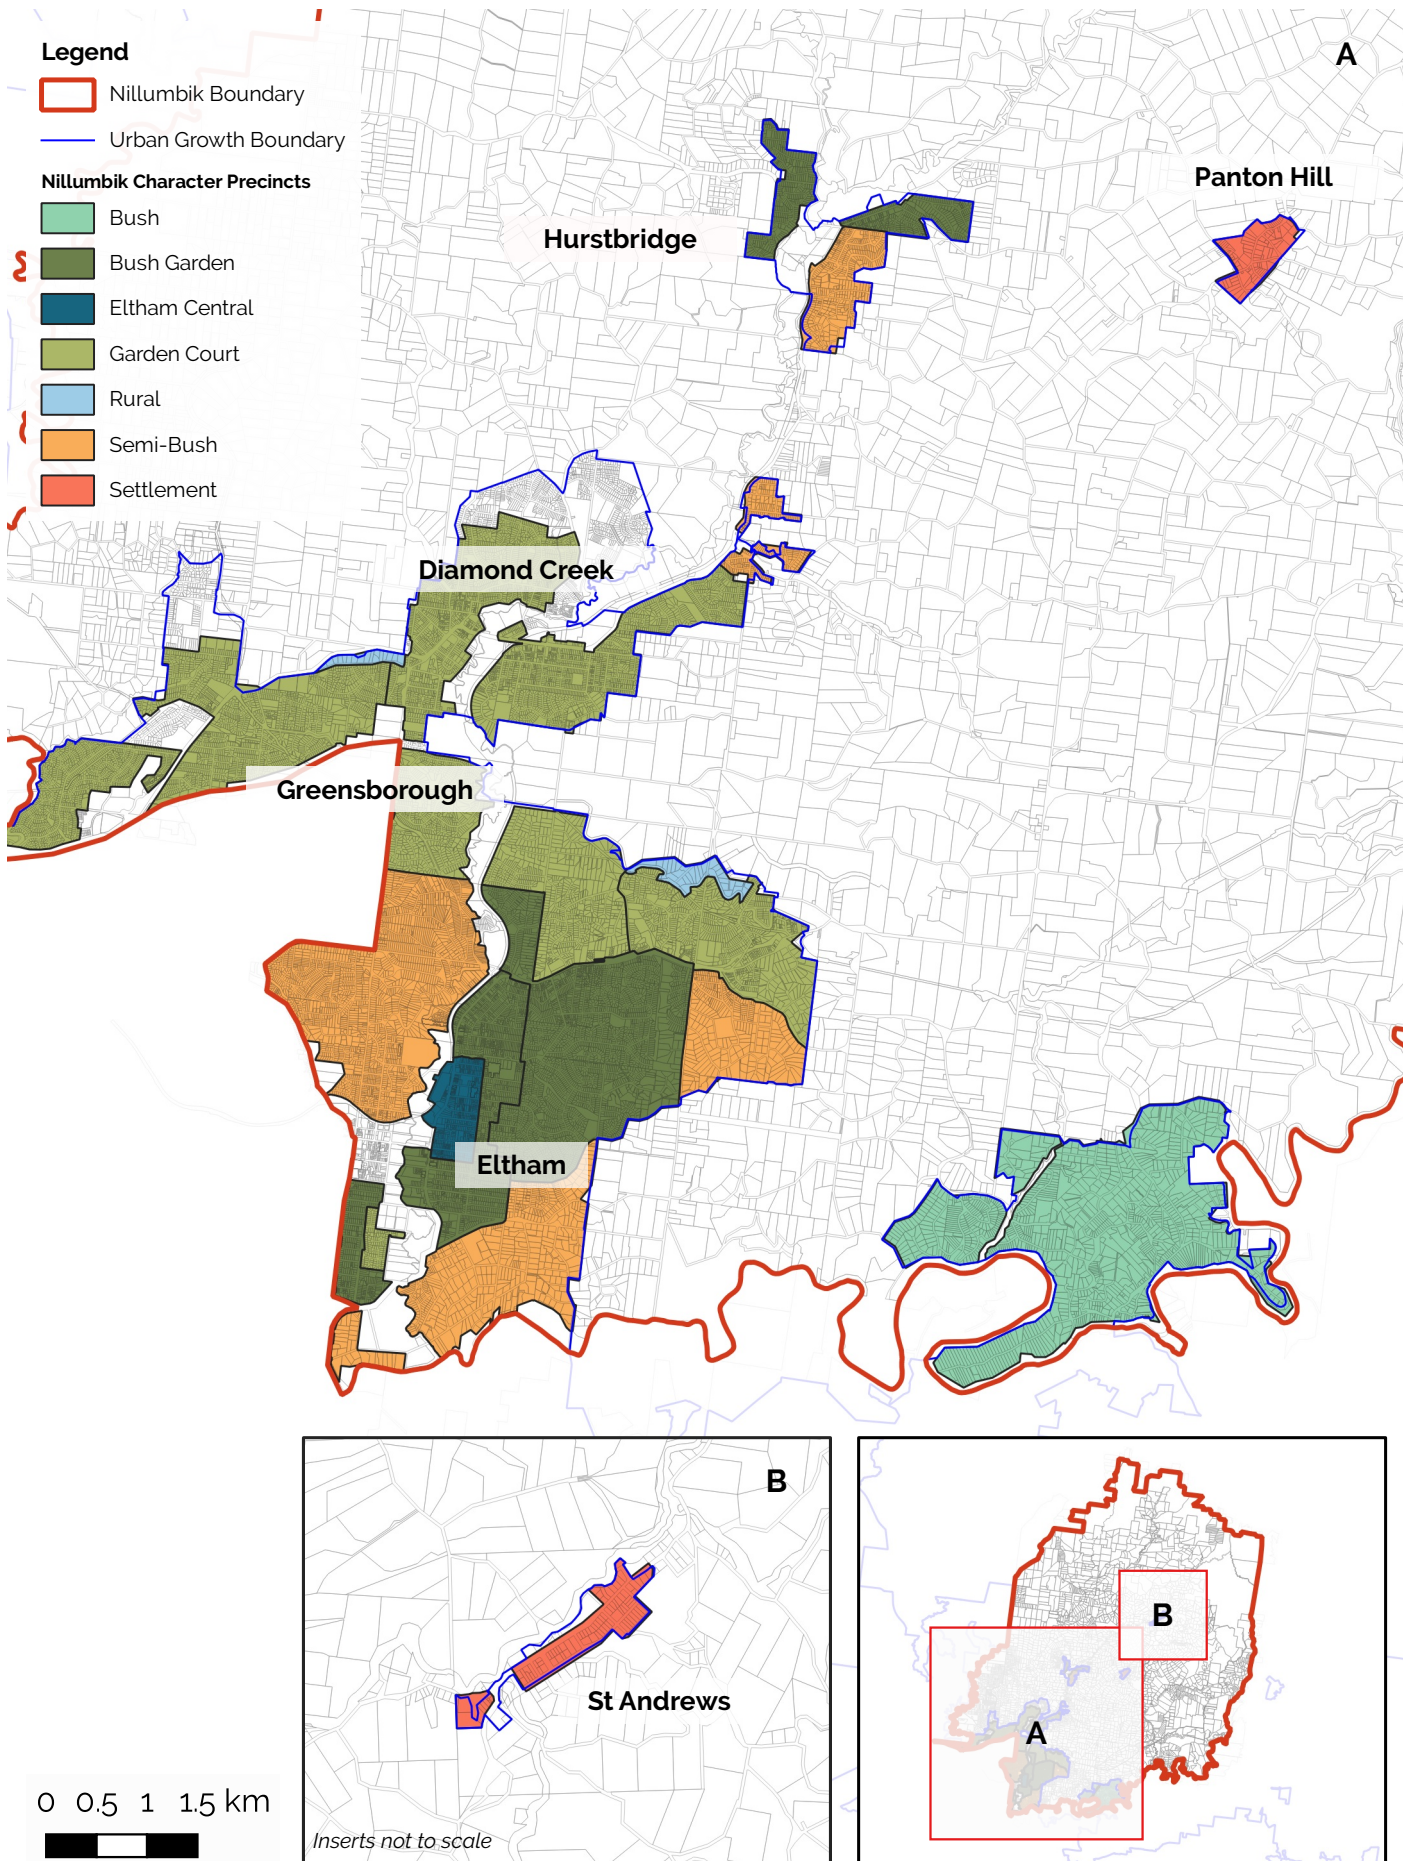 Legend
A
Nillumbik Boundary
Urban Growth Boundary
Nillumbik Character Precincts
Bush
Bush Garden
Eltham Central
Garden Court
Rural
Semi-Bush
Settlement
Panton Hill
Hurstbridge
Diamond Creek
Greensborough
Eltham
B
St Andrews
Inserts not to scale
B
A
0 0.5 1 1.5 km